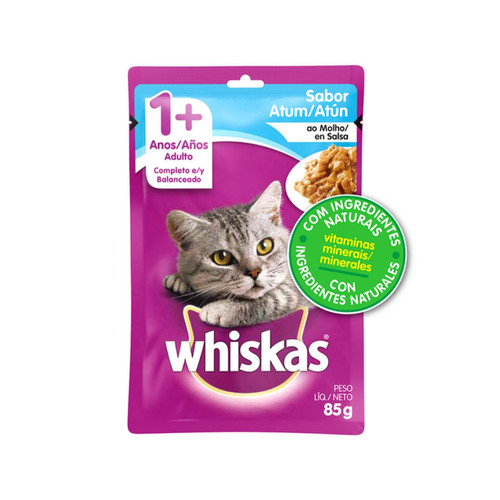 1+
Anos/Años
Adulto
Completo e/y
Balanceado
Sabor
Atum/Atún
ao Molho/
en Salsa
COM INGREDIENTES
NATURAIS
vitaminas
minerais/
minerales
CON
INGREDIENTES NATURALES
whiskas
PESO
LÍQ./NETO
85g